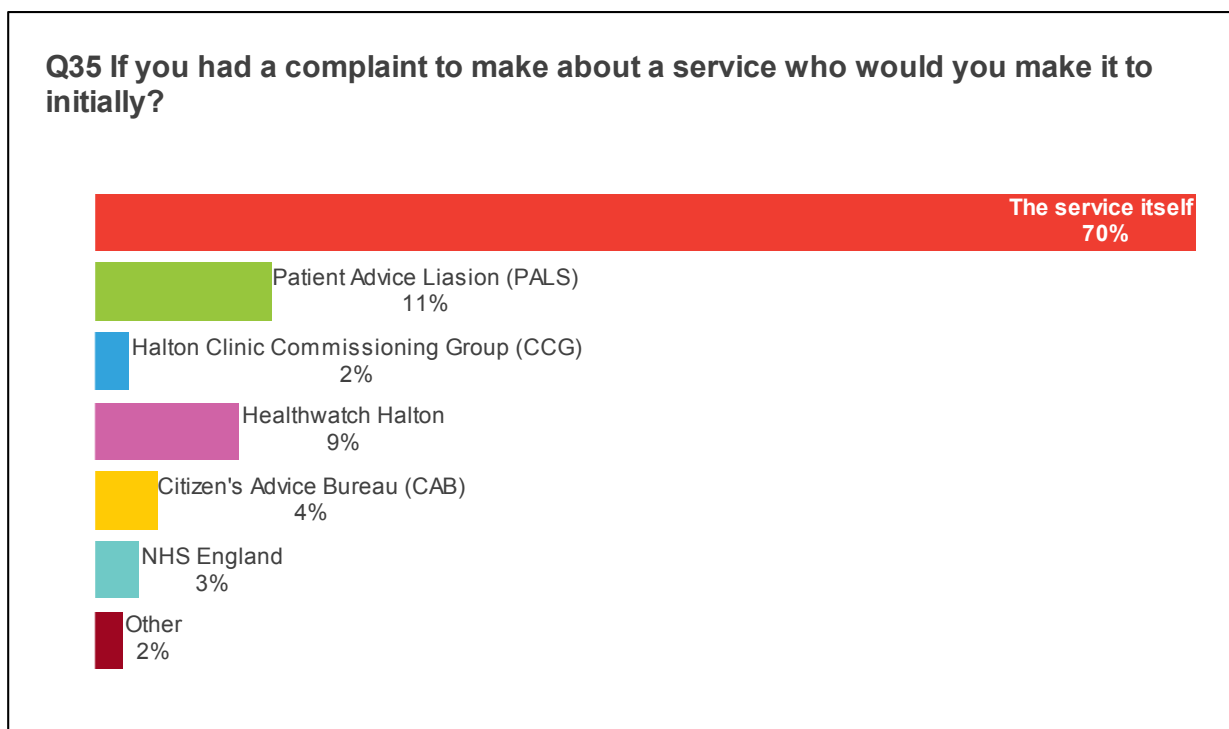 Q35 If you had a complaint to make about a service who would you make it to
initially?
The service itself
70%
Patient Advice Liasion (PALS)
11%
Halton Clinic Commissioning Group (CCG)
2%
Healthwatch Halton
9%
Citizen's Advice Bureau (CAB)
4%
NHS England
3%
Other
2%